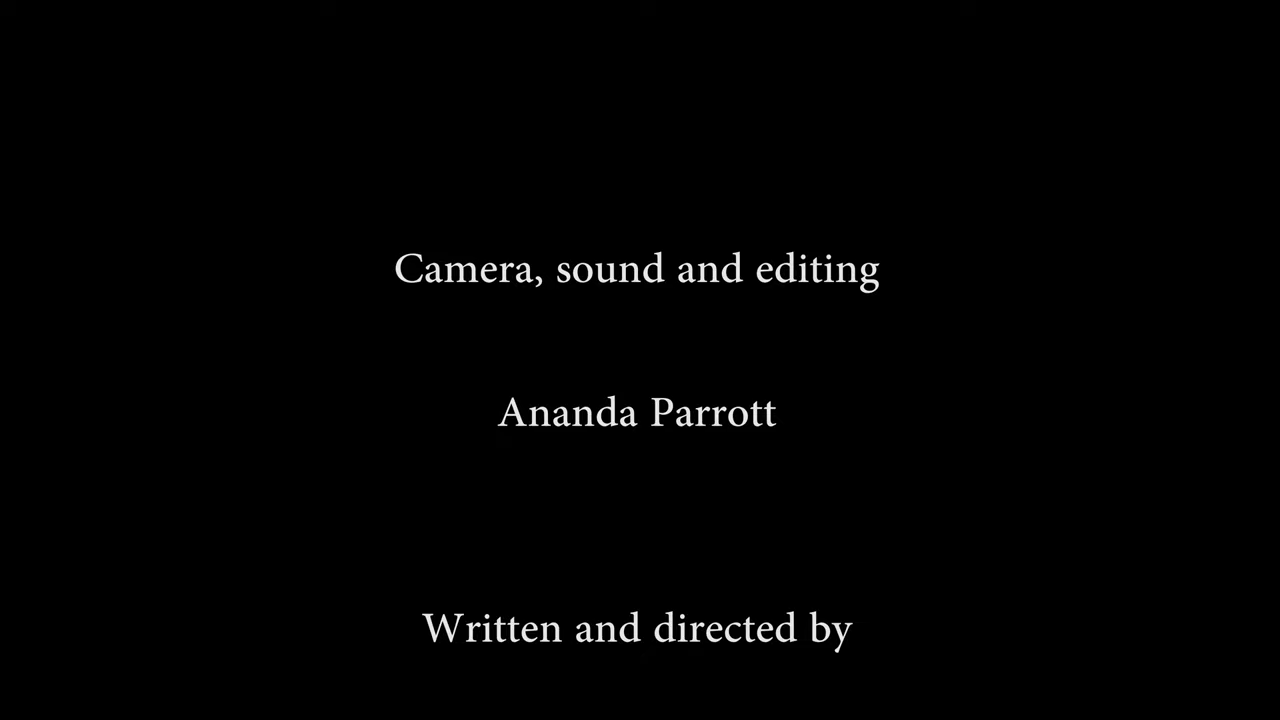 Camera, sound and editing
Ananda Parrott
Written and directed by